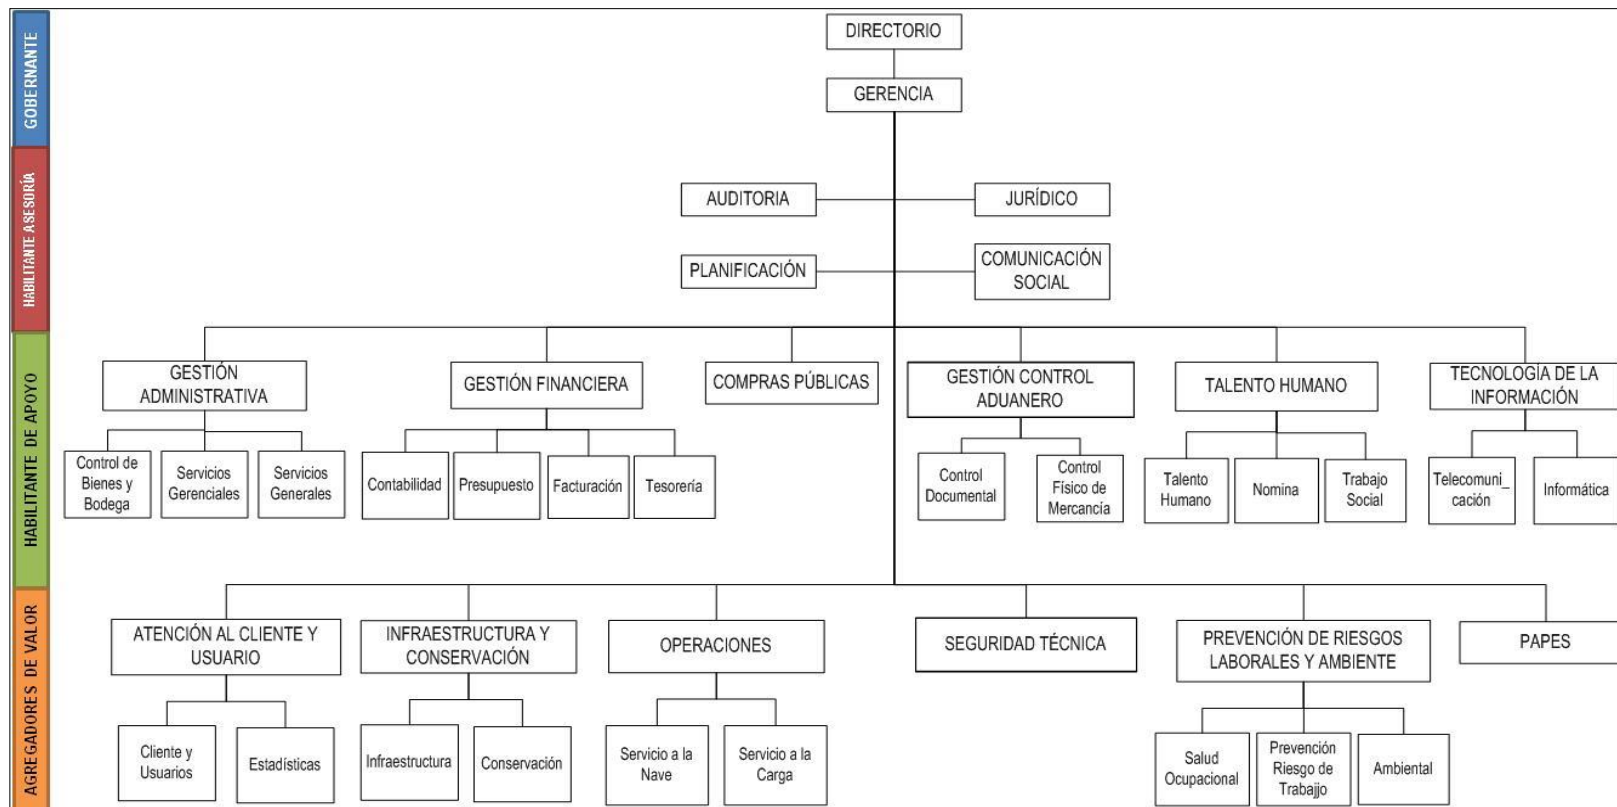 GOBERNANTE
DIRECTORIO
GERENCIA
HABILITANTE ASESORÍA
AUDITORIA
JURÍDICO
PLANIFICACIÓN
COMUNICACIÓN
SOCIAL
HABILITANTE DE APOYO
GESTIÓN
ADMINISTRATIVA
GESTIÓN FINANCIERA
COMPRAS PÚBLICAS
GESTIÓN CONTROL
ADUANERO
TALENTO HUMANO
TECNOLOGÍA DE LA
INFORMACIÓN
Control de
Bienes y
Bodega
Servicios
Gerenciales
Servicios
Generales
Contabilidad
Presupuesto
Facturación
Tesorería
Control
Documental
Control
Físico de
Mercancía
Talento
Humano
Nomina
Trabajo
Social
Telecomuni_
cación
Informática
AGREGADORES DE VALOR
ATENCIÓN AL CLIENTE Y
USUARIO
INFRAESTRUCTURA Y
CONSERVACIÓN
OPERACIONES
SEGURIDAD TÉCNICA
PREVENCIÓN DE RIESGOS
LABORALES Y AMBIENTE
PAPES
Cliente y
Usuarios
Estadísticas
Infraestructura
Conservación
Servicio a la
Nave
Servicio a la
Carga
Salud
Ocupacional
Prevención
Riesgo de
Trabajjo
Ambiental